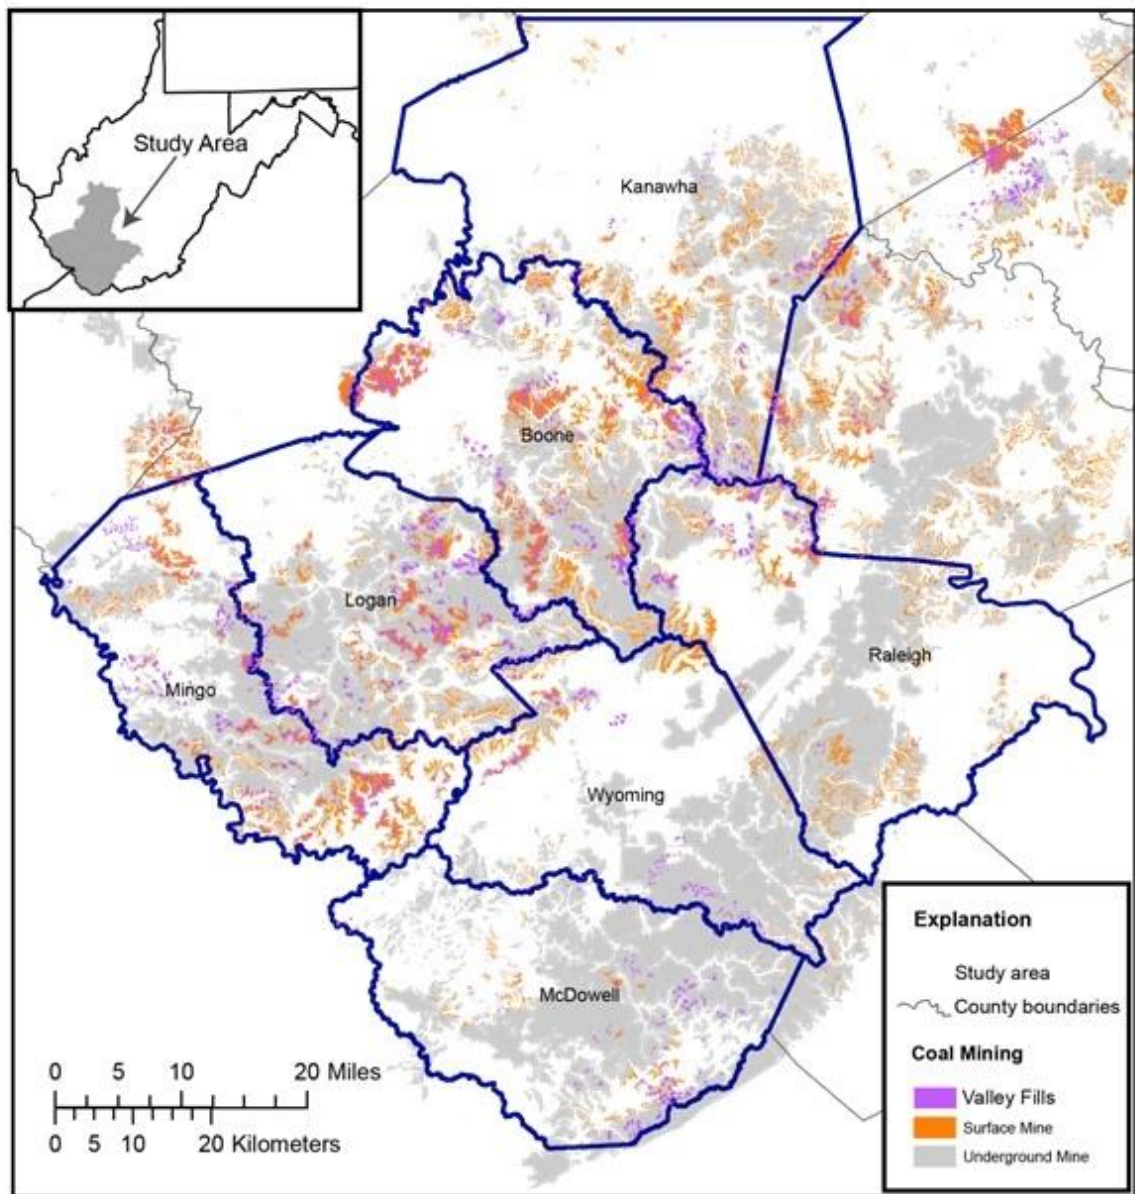 Study Area
Kanawha
Boone
Logan
Mingo
Raleigh
Wyoming
McDowell
0 5 10 20 Miles
0 5 10 20 Kilometers
Explanation
Study area
County boundaries
Coal Mining
Valley Fills
Surface Mine
Underground Mine